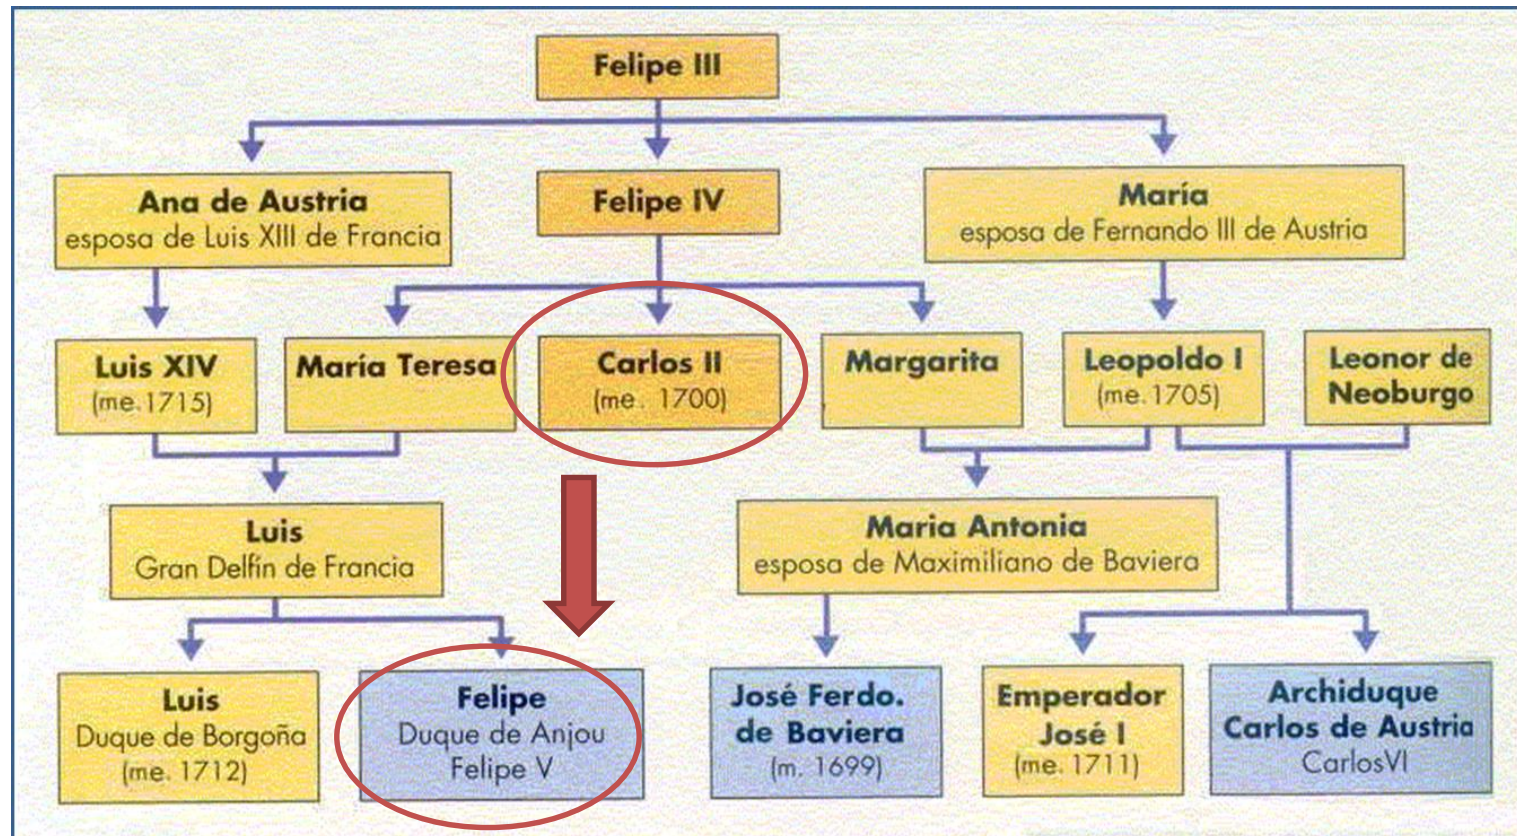 Felipe III
Ana de Austria
esposa de Luis XIII de Francia
Felipe IV
María
esposa de Fernando III de Austria
Luis XIV
(me. 1715)
María Teresa
Carlos II
(me. 1700)
Margarita
Leopoldo I
(me. 1705)
Leonor de
Neoburgo
Luis
Gran Delfín de Francia
Maria Antonia
esposa de Maximiliano de Baviera
Luis
Duque de Borgoña
(me. 1712)
Felipe
Duque de Anjou
Felipe V
José Ferdo.
de Baviera
(m. 1699)
Emperador
José I
(me. 1711)
Archiduque
Carlos de Austria
CarlosVI